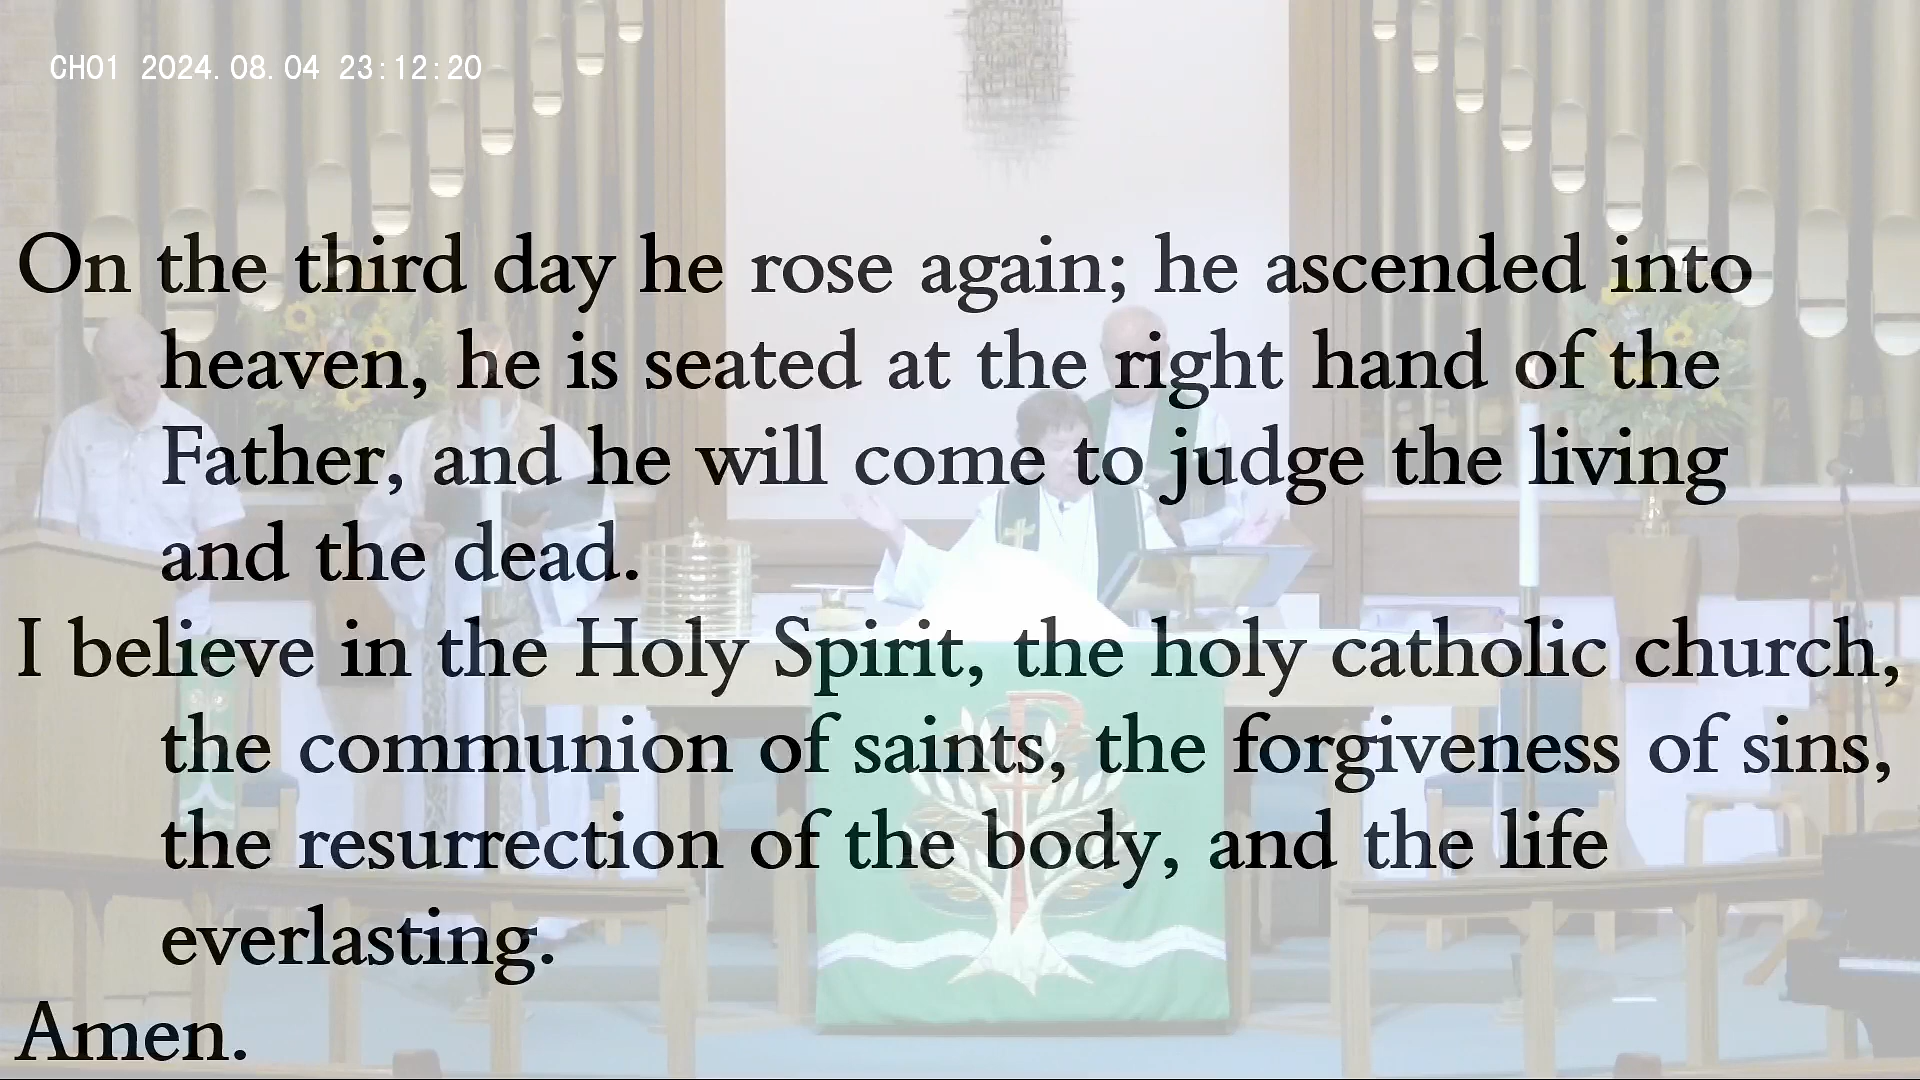 CH01 2024.08.04 23:12:20
On the third day he rose again; he ascended into
heaven, he is seated at the right hand of the
Father, and he will come to judge the living
and the dead.
I believe in the Holy Spirit, the holy catholic church,
the communion of saints, the forgiveness of sins,
the resurrection of the body, and the life
everlasting.
Amen.